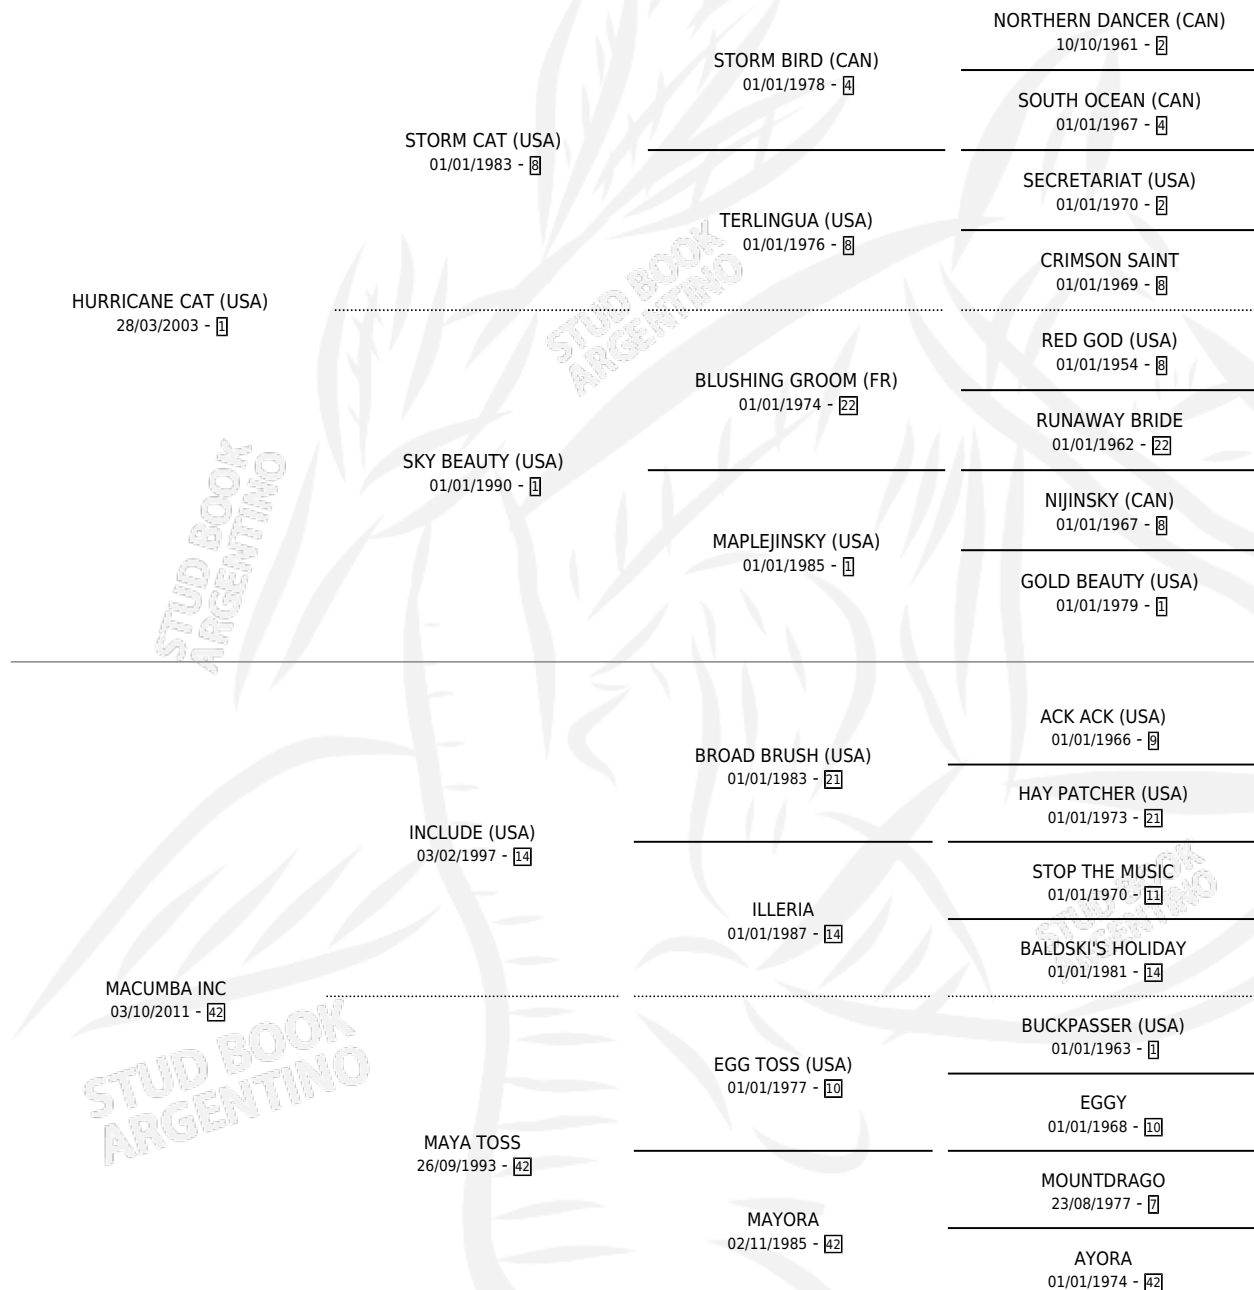 NORTHERN DANCER (CAN)
10/10/1961 - 2
STORM BIRD (CAN)
01/01/1978 - 4
SOUTH OCEAN (CAN)
01/01/1967 - 4
STORM CAT (USA)
01/01/1983 - 8
SECRETARIAT (USA)
01/01/1970 - 2
TERLINGUA (USA)
01/01/1976 - 8
CRIMSON SAINT
01/01/1969 - 8
HURRICANE CAT (USA)
28/03/2003 - 1
RED GOD (USA)
01/01/1954 - 8
BLUSHING GROOM (FR)
01/01/1974 - 22
RUNAWAY BRIDE
01/01/1962 - 22
SKY BEAUTY (USA)
01/01/1990 - 1
NIJINSKY (CAN)
01/01/1967 - 8
MAPLEJINSKY (USA)
01/01/1985 - 1
GOLD BEAUTY (USA)
01/01/1979 - 1
ACK ACK (USA)
01/01/1966 - 9
BROAD BRUSH (USA)
01/01/1983 - 21
HAY PATCHER (USA)
01/01/1973 - 21
INCLUDE (USA)
03/02/1997 - 14
STOP THE MUSIC
01/01/1970 - 11
ILLERIA
01/01/1987 - 14
BALDSKI'S HOLIDAY
01/01/1981 - 14
MACUMBA INC
03/10/2011 - 42
BUCKPASSER (USA)
01/01/1963 - 1
EGG TOSS (USA)
01/01/1977 - 10
EGGY
01/01/1968 - 10
MAYA TOSS
26/09/1993 - 42
MOUNTDRAGO
23/08/1977 - 7
MAYORA
02/11/1985 - 42
AYORA
01/01/1974 - 42
STUD BOOK
ARGENTINO
STUD BOOK
ARGENTINO
STUD BOOK
ARGENTINO
STUD BOOK
ARGENTINO